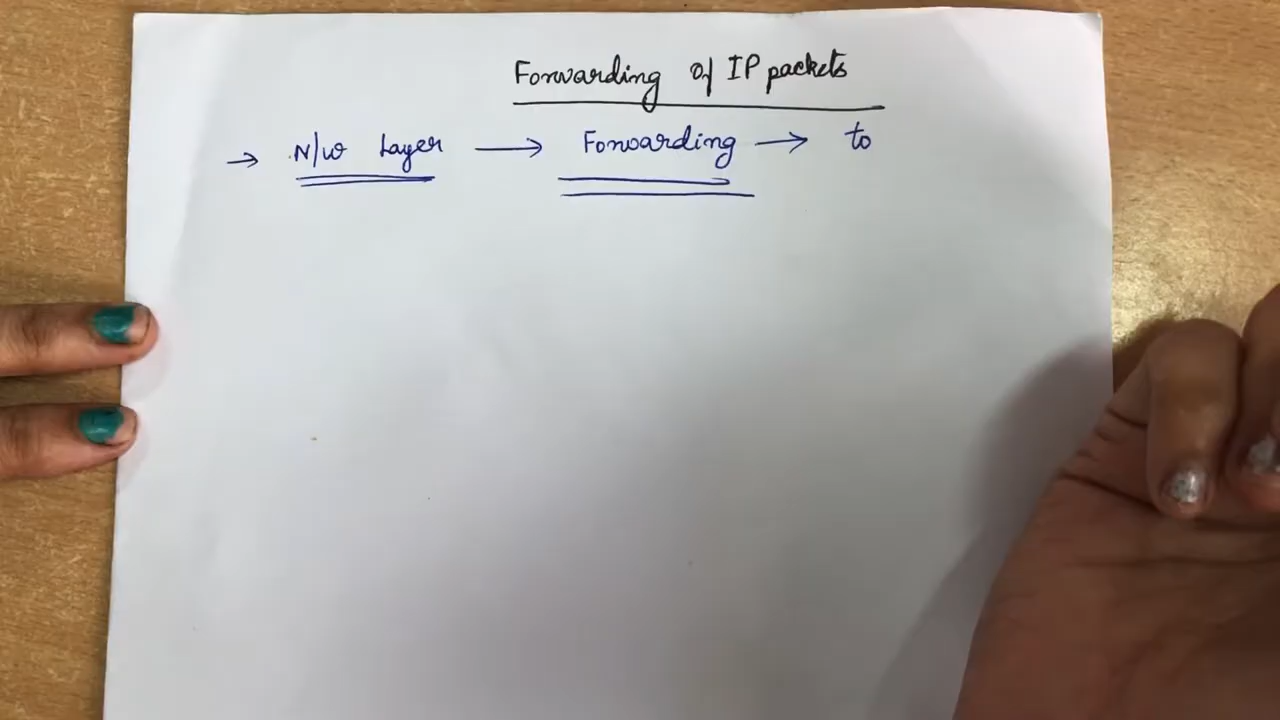 Forwarding of IP packets
→ N/w Layer → Forwarding → to